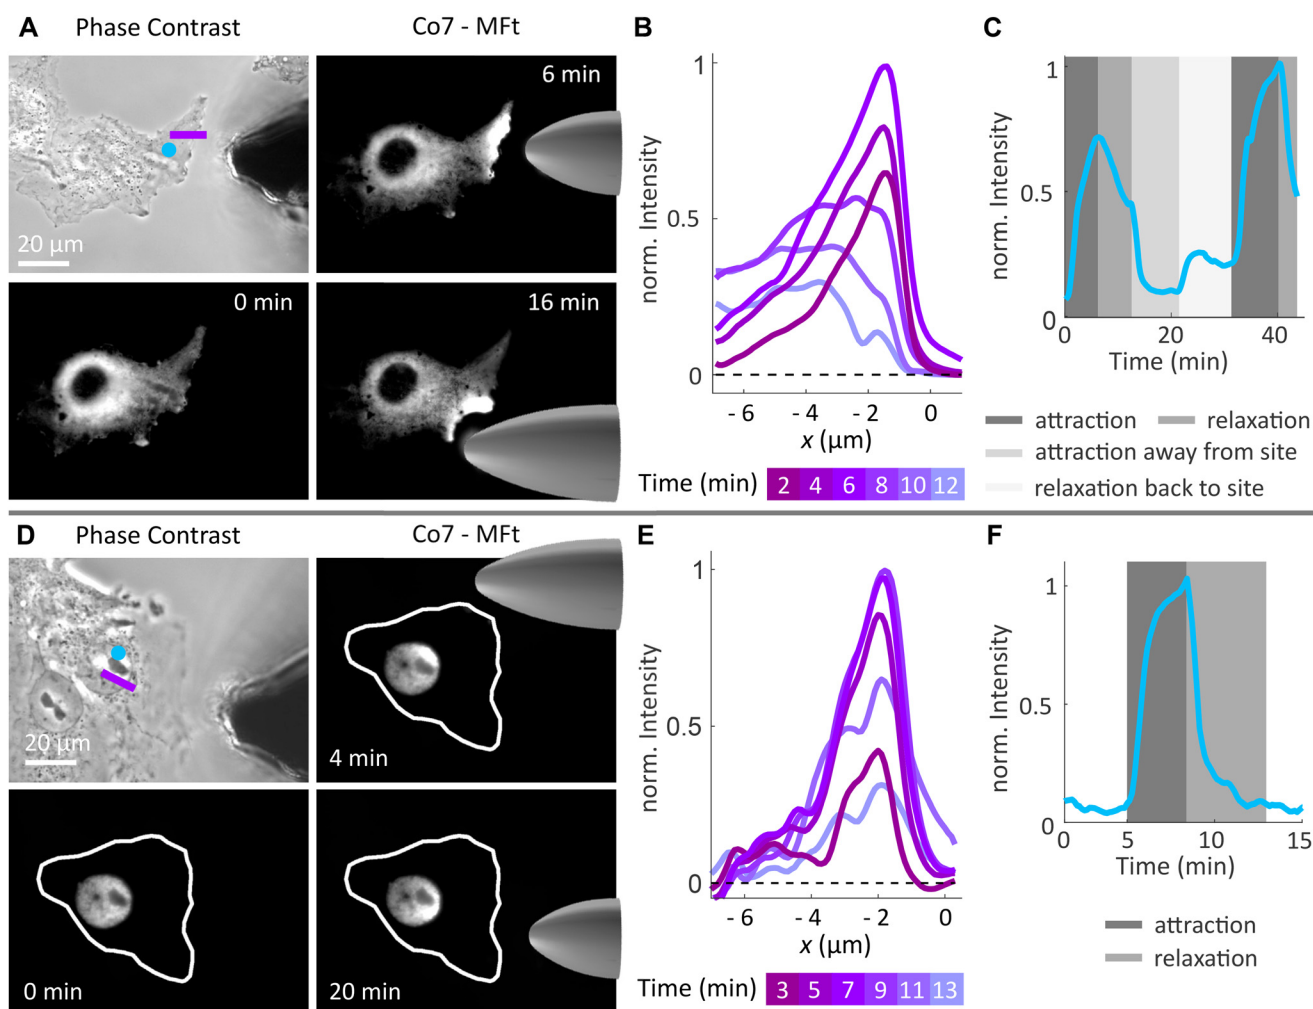 A Phase Contrast Co7 - MFt
6 min
20 µm
0 min
16 min
B
norm. Intensity
1
0.5
0
- 6 - 4 - 2 0
x (µm)
Time (min) 2 4 6 8 10 12
C
norm. Intensity
1
0.5
0
0 20 40
Time (min)
attraction relaxation
attraction away from site
relaxation back to site
D Phase Contrast Co7 - MFt
20 µm
4 min
0 min
20 min
E
norm. Intensity
1
0.5
0
- 6 - 4 - 2 0
x (µm)
Time (min) 3 5 7 9 11 13
F
norm. Intensity
1
0.5
0
0 5 10 15
Time (min)
attraction
relaxation